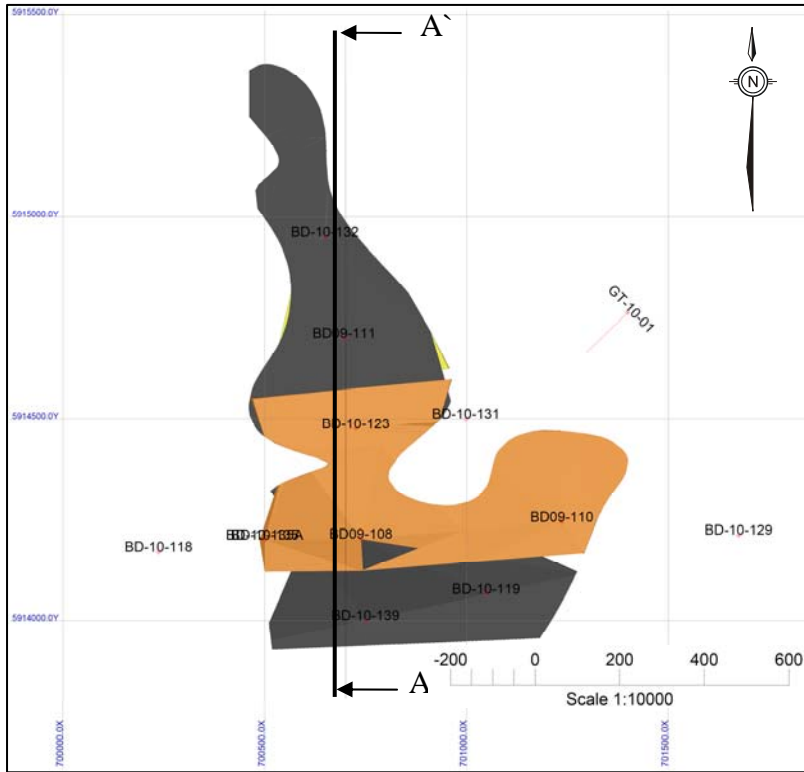 5915500.0Y
A`
N
5915000.0Y
BD-10-132
GT-10-01
BD09-111
5914500.0Y
BD-10-131
BD-10-123
BD09-110
BD09-108
BD-10-129
BD-10-118
BD-10-119
5914000.0Y
BD-10-139
-200 0 200 400 600
A
Scale 1:10000
700000.0X
700500.0X
701000.0X
701500.0X